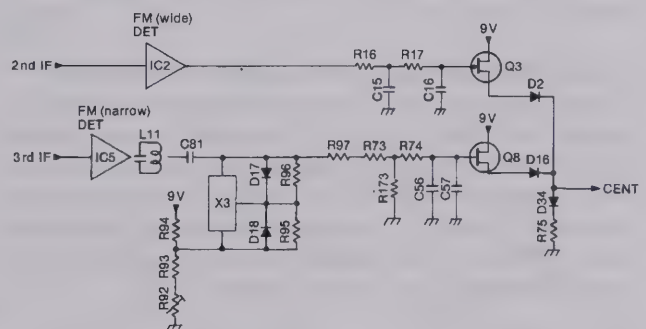 FM (wide)
DET
2nd IF
IC2
R16
R17
C15
C16
9V
Q3
D2
FM (narrow)
DET
3rd IF
IC5
L11
C81
X3
D17
D18
R96
R95
9V
R94
R93
R92
R97
R73
R74
R173
C56
C57
9V
Q8
D16
CENT
D34
R75